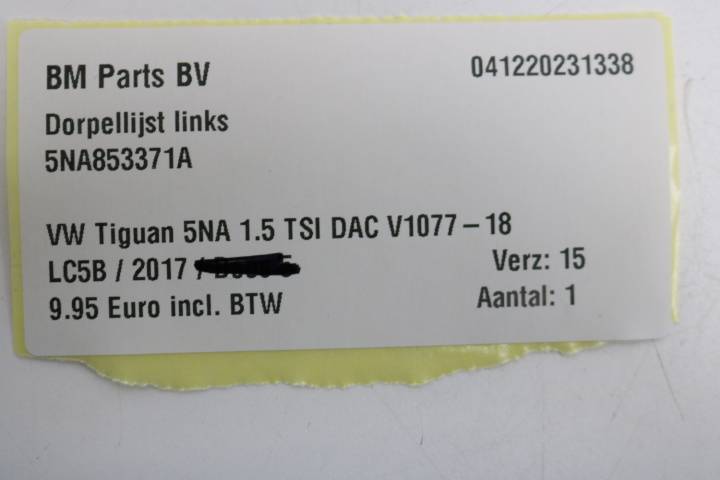 BM Parts BV 041220231338
Dorpellijst links
5NA853371A
VW Tiguan 5NA 1.5 TSI DAC V1077-18
LC5B / 2017 / Verz: 15
9.95 Euro incl. BTW Aantal: 1